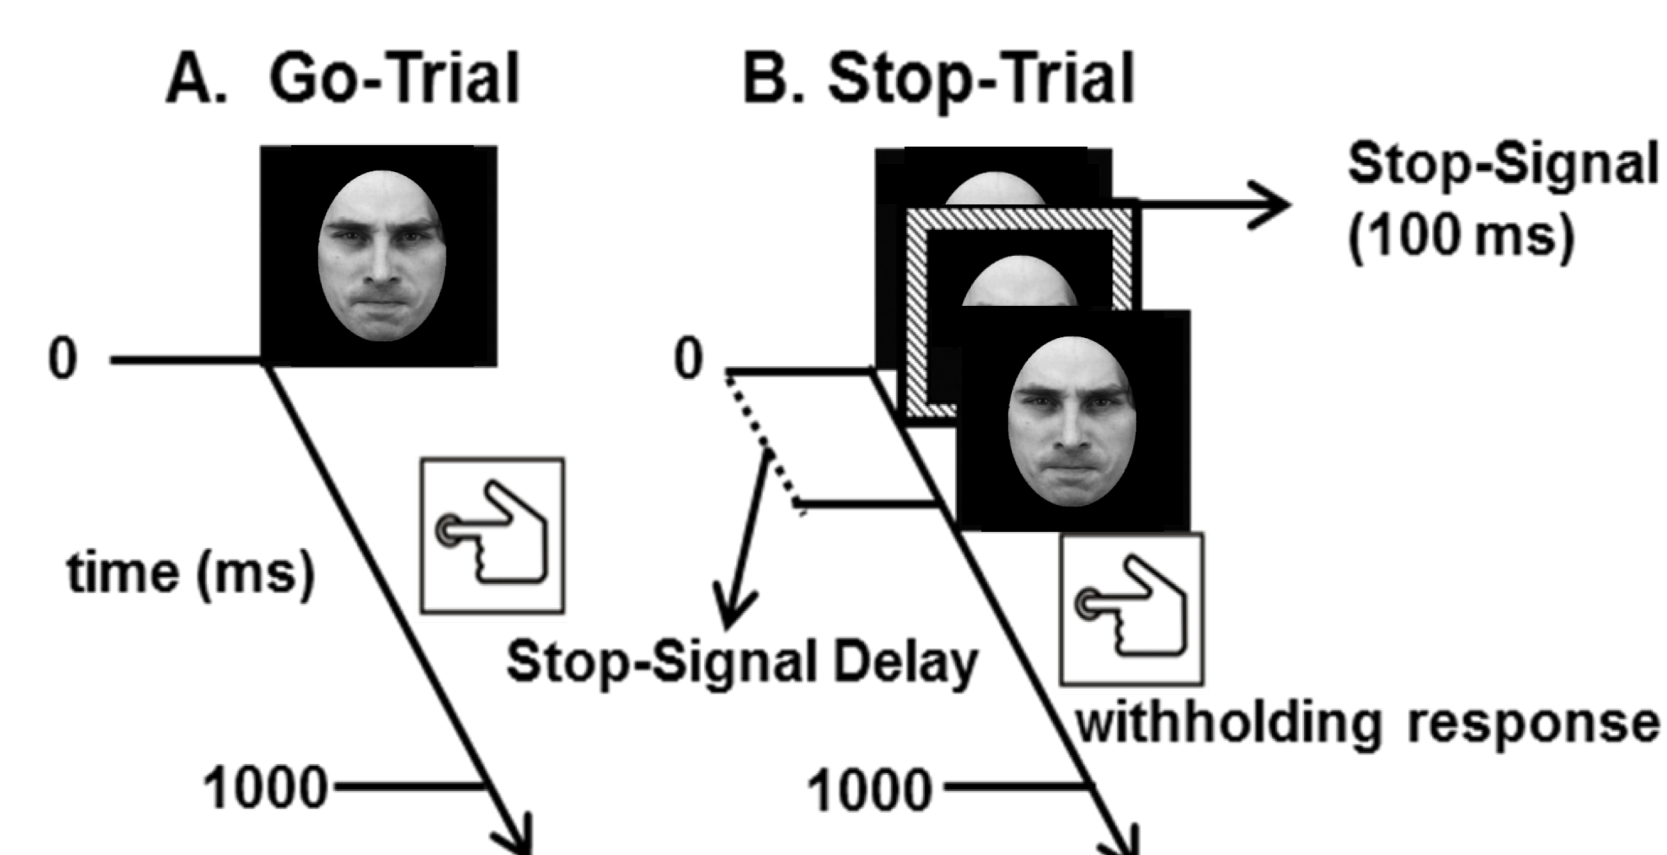 A. Go-Trial
B. Stop-Trial
Stop-Signal
(100 ms)
0
0
time (ms)
Stop-Signal Delay
withholding response
1000
1000